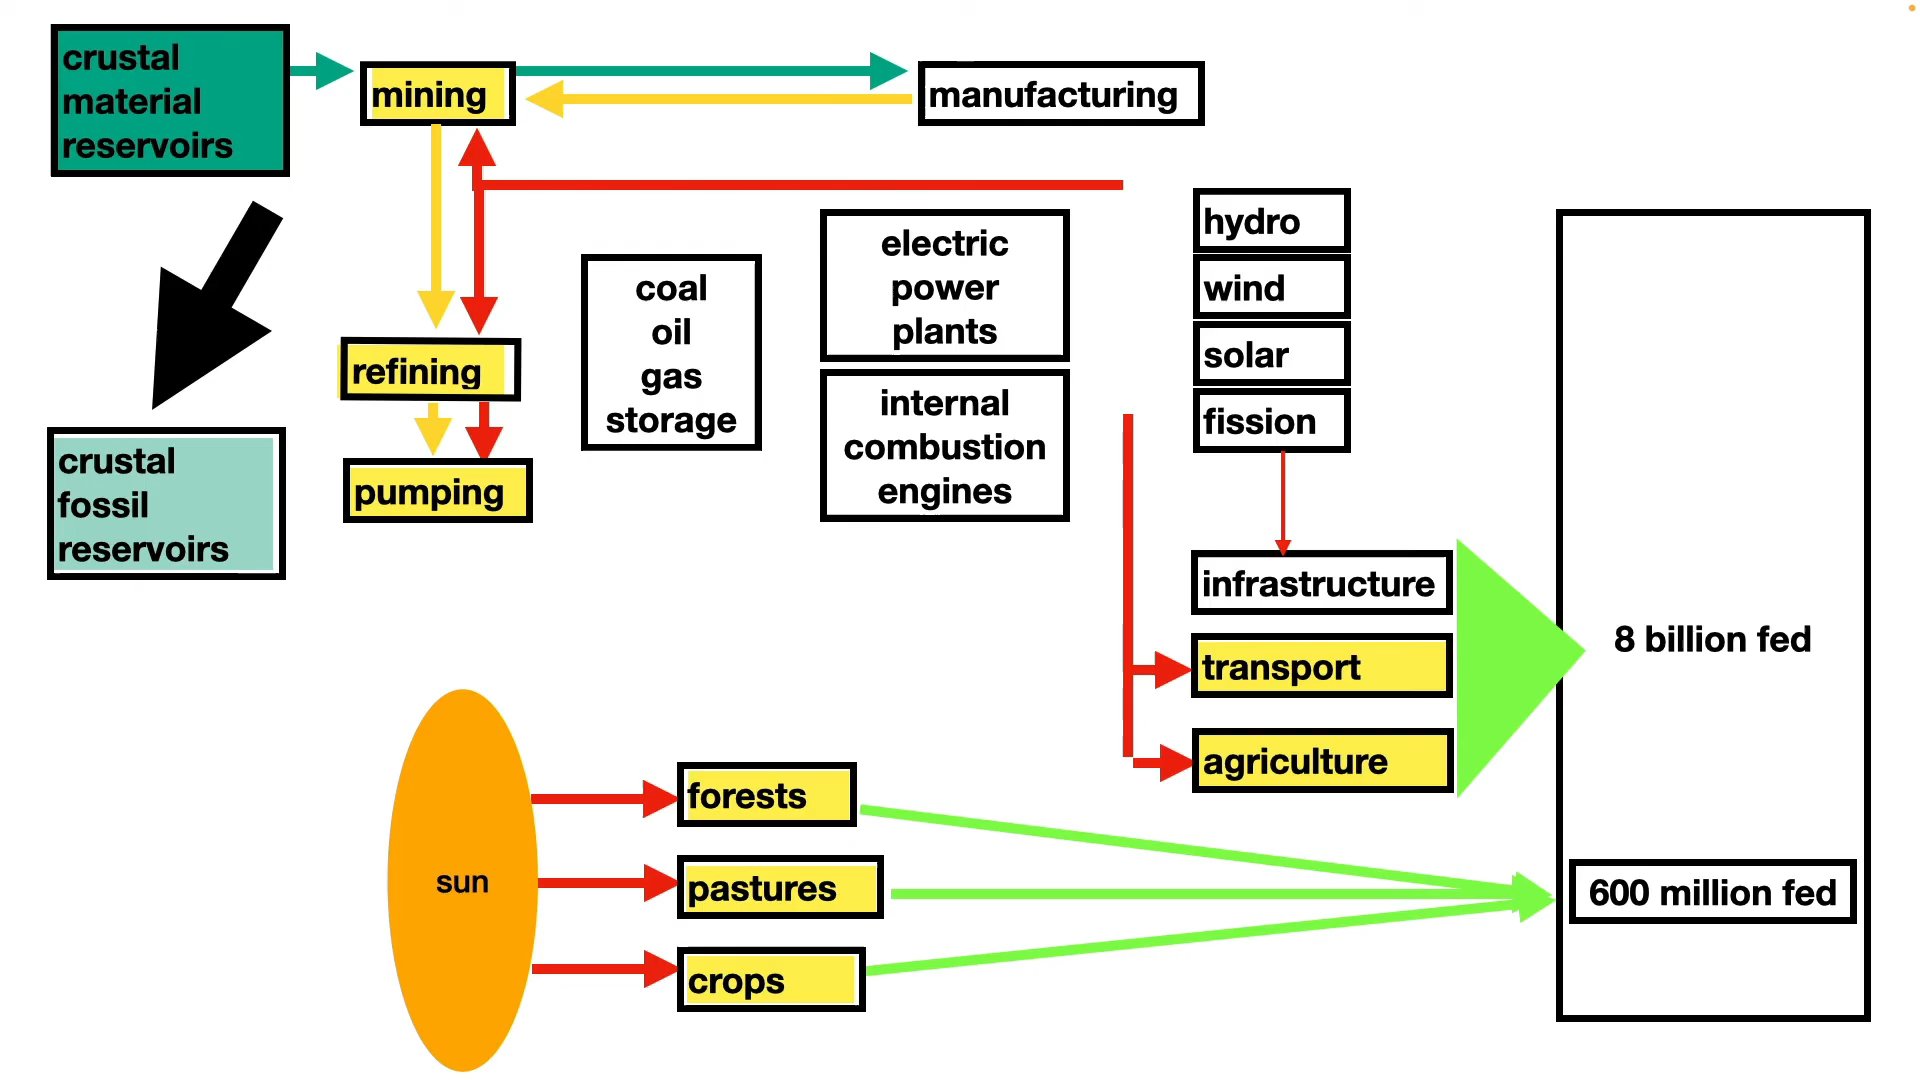 crustal
material
reservoirs
mining
manufacturing
hydro
wind
solar
fission
electric
power
plants
coal
oil
gas
storage
internal
combustion
engines
refining
pumping
crustal
fossil
reservoirs
infrastructure
transport
agriculture
8 billion fed
sun
forests
pastures
crops
600 million fed